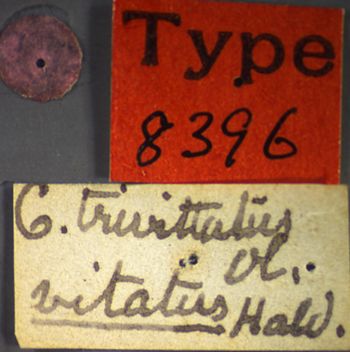 Type
8396
C. trivittatus
Ol.
vitatus Hald.